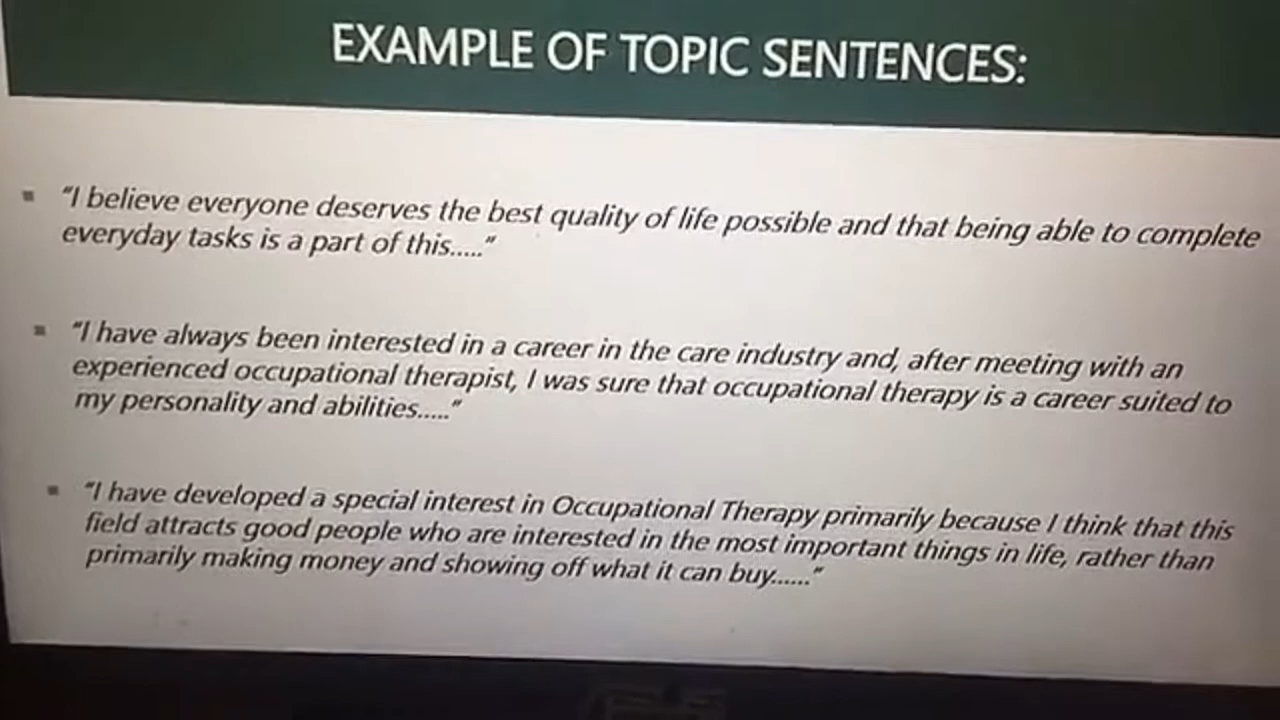 EXAMPLE OF TOPIC SENTENCES:
"I believe everyone deserves the best quality of life possible and that being able to complete
everyday tasks is a part of this....."
"I have always been interested in a career in the care industry and, after meeting with an
experienced occupational therapist, I was sure that occupational therapy is a career suited to
my personality and abilities....."
"I have developed a special interest in Occupational Therapy primarily because I think that this
field attracts good people who are interested in the most important things in life, rather than
primarily making money and showing off what it can buy......"